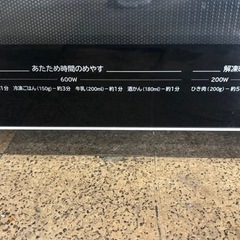 あたため時間のめやす
解凍
600W
200W
1分 冷凍ごはん(150g)−約3分 牛乳(200ml)−約1分 酒かん(180ml)−約1分
ひき肉(200g)−約5